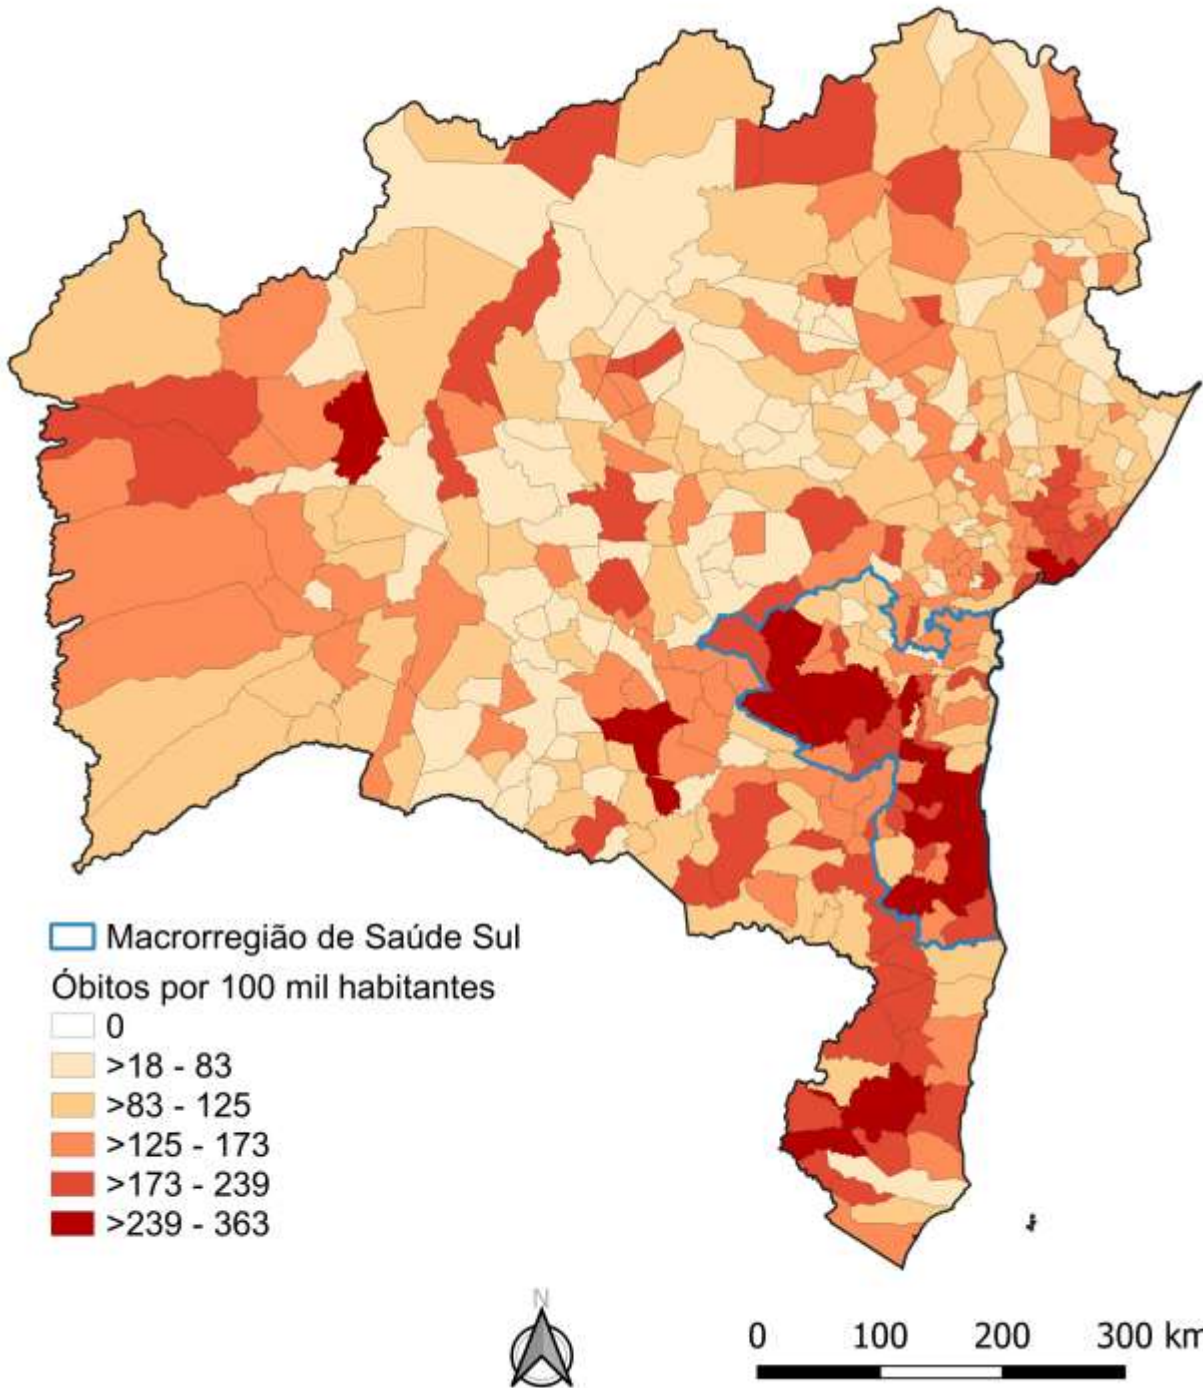 Macrorregião de Saúde Sul
Óbitos por 100 mil habitantes
0
>18 - 83
>83 - 125
>125 - 173
>173 - 239
>239 - 363
N
0 100 200 300 km